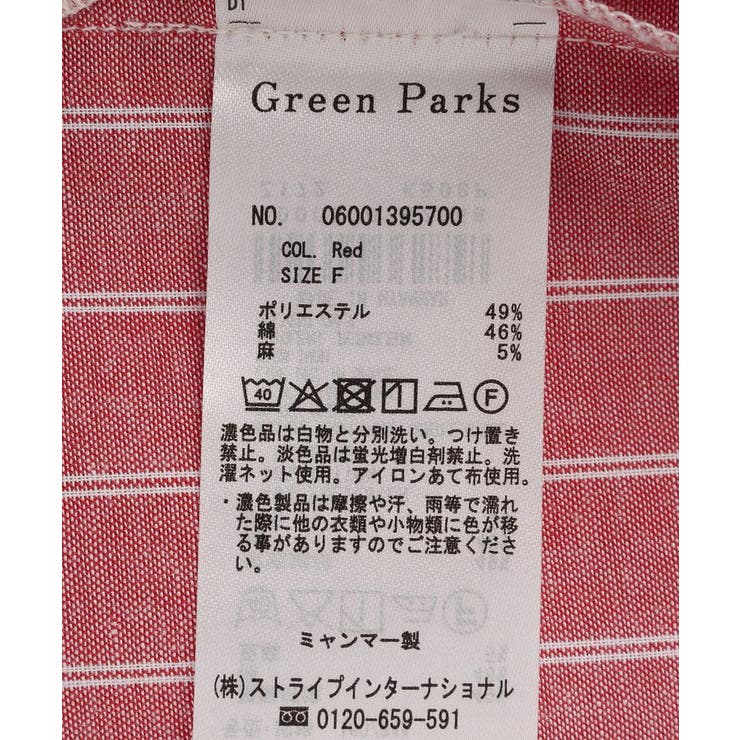 Green Parks
NO. 06001395700
COL. Red
SIZE F
ポリエステル 49%
綿 46%
麻 5%
40 F
濃色品は白物と分別洗い。つけ置き
禁止。淡色品は蛍光増白剤禁止。洗
濯ネット使用。アイロンあて布使用。
・濃色製品は摩擦や汗、雨等で濡れ
た際に他の衣類や小物類に色が移
る事がありますのでご注意くださ
い。
ミャンマー製
(株)ストライプインターナショナル
0120-659-591